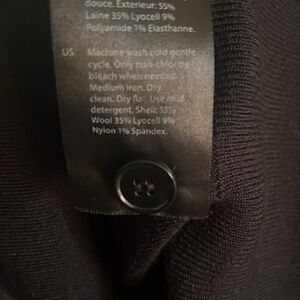 douce. Exterieur: 55%
Laine 35% Lyocell 9%
Polyamide 1% Elasthanne.
US Machine wash cold gentle
cycle. Only non-chlorine
bleach when needed.
Medium iron. Dry
clean. Dry flat. Use mild
detergent. Shell: 55%
Wool 35% Lyocell 9%
Nylon 1% Spandex.